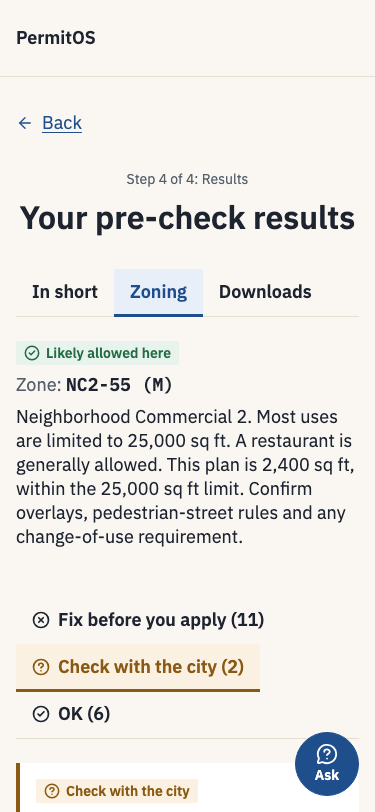 PermitOS
← Back
Step 4 of 4: Results
Your pre-check results
In short Zoning Downloads
Likely allowed here
Zone: NC2-55 (M)
Neighborhood Commercial 2. Most uses
are limited to 25,000 sq ft. A restaurant is
generally allowed. This plan is 2,400 sq ft,
within the 25,000 sq ft limit. Confirm
overlays, pedestrian-street rules and any
change-of-use requirement.
Fix before you apply (11)
Check with the city (2)
OK (6)
Ask
Check with the city